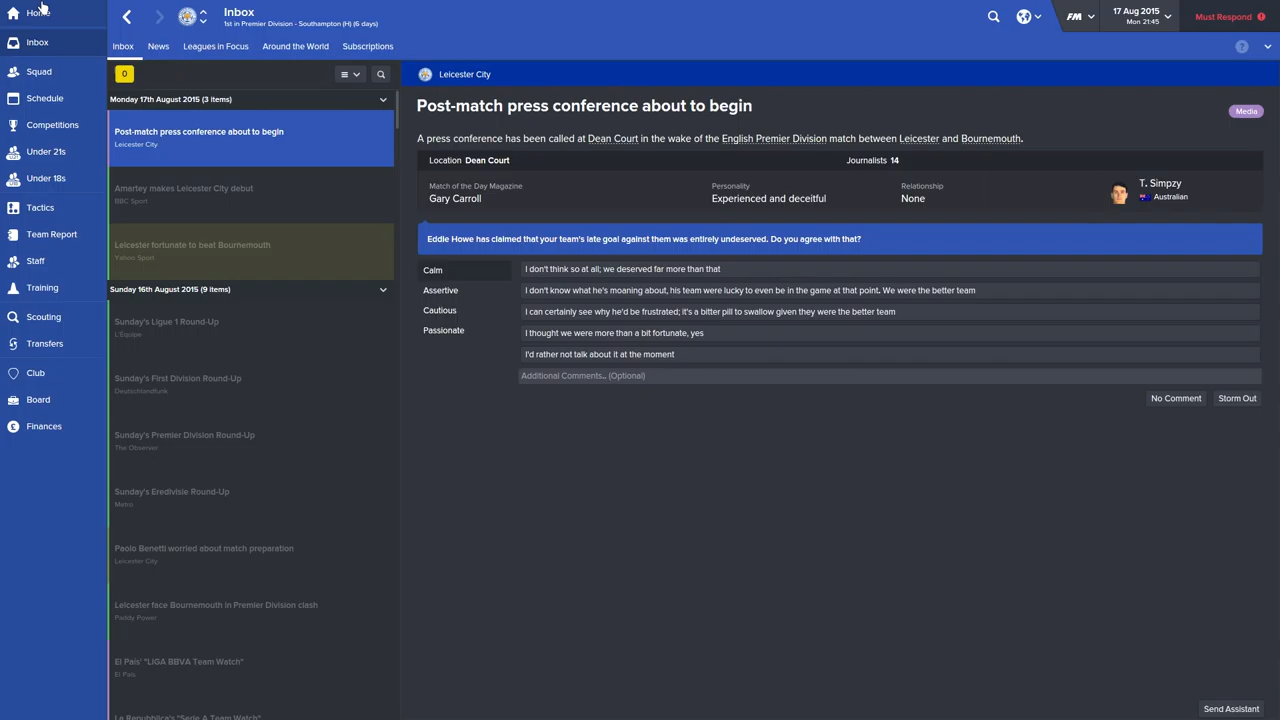 Home
Inbox
Squad
Schedule
Competitions
Under 21s
Under 18s
Tactics
Team Report
Staff
Training
Scouting
Transfers
Club
Board
Finances
Inbox
1st in Premier Division - Southampton (H) (6 days)
FM
17 Aug 2015
Mon 21:45
Must Respond
Inbox
News
Leagues in Focus
Around the World
Subscriptions
0
Monday 17th August 2015 (3 items)
Post-match press conference about to begin
Leicester City
Amartey makes Leicester City debut
BBC Sport
Leicester fortunate to beat Bournemouth
Yahoo Sport
Sunday 16th August 2015 (9 items)
Sunday's Ligue 1 Round-Up
L'Équipe
Sunday's First Division Round-Up
Deutschlandfunk
Sunday's Premier Division Round-Up
The Observer
Sunday's Eredivisie Round-Up
Metro
Paolo Benetti worried about match preparation
Leicester City
Leicester face Bournemouth in Premier Division clash
Paddy Power
El País' "LIGA BBVA Team Watch"
El País
La Repubblica's "Serie A Team Watch"
Leicester City
Post-match press conference about to begin
Media
A press conference has been called at Dean Court in the wake of the English Premier Division match between Leicester and Bournemouth.
Location Dean Court
Journalists 14
Match of the Day Magazine
Gary Carroll
Personality
Experienced and deceitful
Relationship
None
T. Simpzy
Australian
Eddie Howe has claimed that your team's late goal against them was entirely undeserved. Do you agree with that?
Calm
Assertive
Cautious
Passionate
I don't think so at all; we deserved far more than that
I don't know what he's moaning about, his team were lucky to even be in the game at that point. We were the better team
I can certainly see why he'd be frustrated; it's a bitter pill to swallow given they were the better team
I thought we were more than a bit fortunate, yes
I'd rather not talk about it at the moment
Additional Comments.. (Optional)
No Comment
Storm Out
Send Assistant